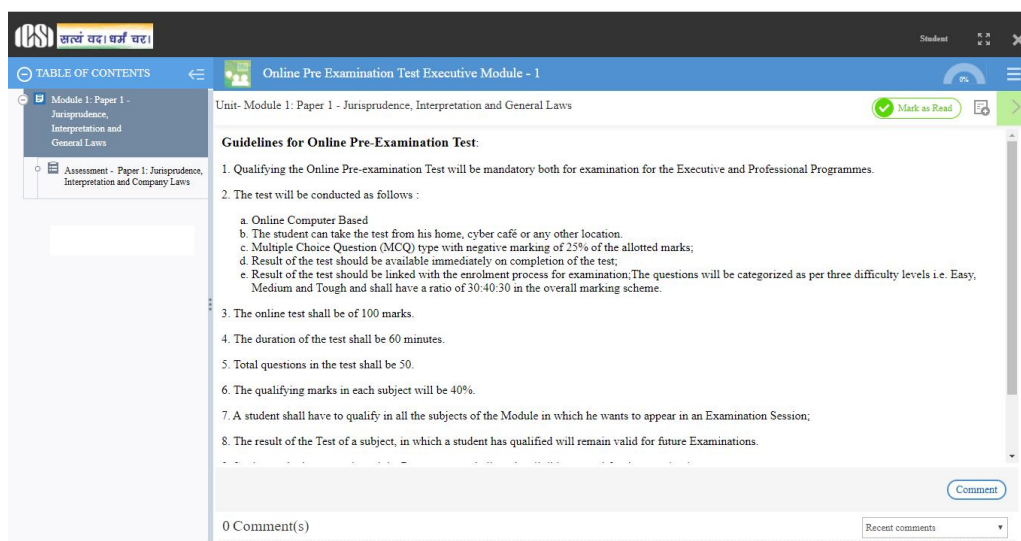 ICSI सत्यं वद। धर्मं चर।
Student
TABLE OF CONTENTS
Online Pre Examination Test Executive Module - 1
0%
Module 1: Paper 1 -
Jurisprudence,
Interpretation and
General Laws
Assessment - Paper 1: Jurisprudence,
Interpretation and Company Laws
Unit- Module 1: Paper 1 - Jurisprudence, Interpretation and General Laws
Mark as Read
Guidelines for Online Pre-Examination Test:
1. Qualifying the Online Pre-examination Test will be mandatory both for examination for the Executive and Professional Programmes.
2. The test will be conducted as follows :
a. Online Computer Based
b. The student can take the test from his home, cyber café or any other location.
c. Multiple Choice Question (MCQ) type with negative marking of 25% of the allotted marks;
d. Result of the test should be available immediately on completion of the test;
e. Result of the test should be linked with the enrolment process for examination;The questions will be categorized as per three difficulty levels i.e. Easy,
Medium and Tough and shall have a ratio of 30:40:30 in the overall marking scheme.
3. The online test shall be of 100 marks.
4. The duration of the test shall be 60 minutes.
5. Total questions in the test shall be 50.
6. The qualifying marks in each subject will be 40%.
7. A student shall have to qualify in all the subjects of the Module in which he wants to appear in an Examination Session;
8. The result of the Test of a subject, in which a student has qualified will remain valid for future Examinations.
Comment
0 Comment(s)
Recent comments